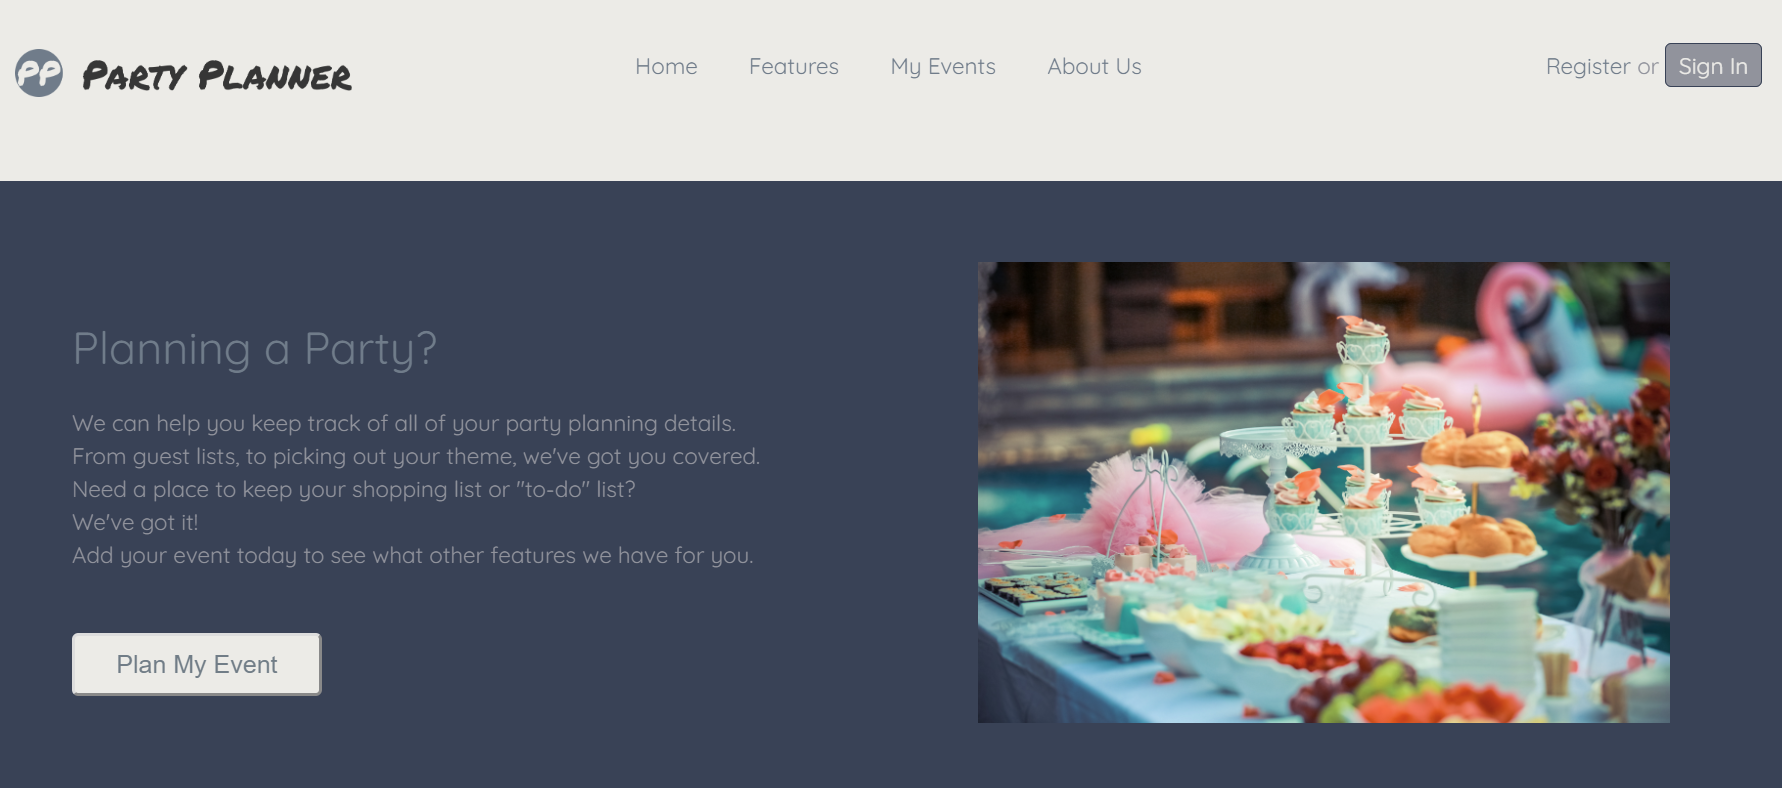 PP PARTY PLANNER
Home Features My Events About Us
Register or Sign In
Planning a Party?
We can help you keep track of all of your party planning details.
From guest lists, to picking out your theme, we've got you covered.
Need a place to keep your shopping list or "to-do" list?
We've got it!
Add your event today to see what other features we have for you.
Plan My Event